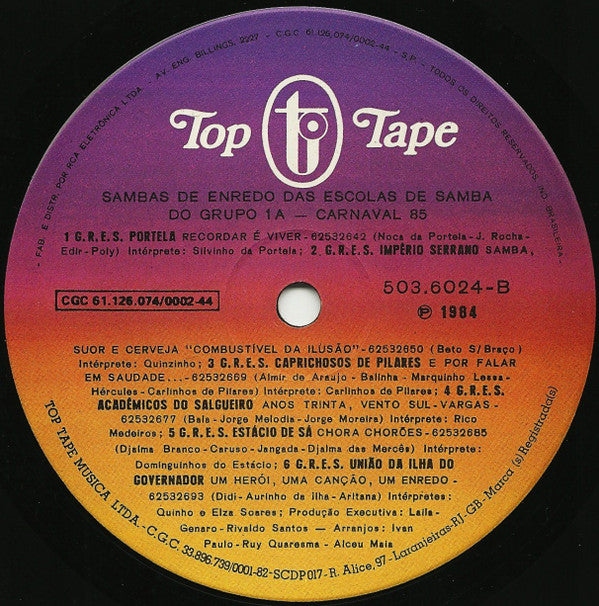 - FAB. E DISTR. POR RCA ELETRÔNICA LTDA - AV. ENG. BILLINGS, 2227 - C.G.C 61.126.074/0002-44 - S.P. - TODOS OS DIREITOS RESERVADOS IND. BRASILEIRA -
Top ti Tape
SAMBAS DE ENREDO DAS ESCOLAS DE SAMBA
DO GRUPO 1A — CARNAVAL 85
1 G.R.E.S. PORTELA RECORDAR É VIVER - 62532642 (Noca da Portela - J. Rocha-
Edir-Poly) Intérprete: Silvinho da Portela; 2 G.R.E.S. IMPÉRIO SERRANO SAMBA,
CGC 61.126.074/0002-44
503.6024-B
℗ 1984
SUOR E CERVEJA "COMBUSTÍVEL DA ILUSÃO" - 62532650 (Beto S/Braço)
Intérprete: Quinzinho; 3 G.R.E.S. CAPRICHOSOS DE PILARES E POR FALAR
EM SAUDADE... - 62532669 (Almir de Araujo - Balinha - Marquinho Lessa-
Hércules - Carlinhos de Pilares) Intérprete: Carlinhos de Pilares; 4 G.R.E.S.
ACADÊMICOS DO SALGUEIRO ANOS TRINTA, VENTO SUL - VARGAS -
62532677 (Bala - Jorge Melodia - Jorge Moreira) Intérprete: Rico
Medeiros; 5 G.R.E.S. ESTÁCIO DE SÁ CHORA CHORÕES - 62532685
(Djalma Branco - Caruso - Jangada - Djalma das Mercês) Intérprete:
Dominguinhos do Estácio; 6 G.R.E.S. UNIÃO DA ILHA DO
GOVERNADOR UM HERÓI, UMA CANÇÃO, UM ENREDO -
62532693 (Didi - Aurinho da Ilha - Aritana) Intérpretes:
Quinho e Elza Soares; Produção Executiva: Laila-
Genaro - Rivaldo Santos — Arranjos: Ivan
Paulo - Ruy Quaresma - Alceu Maia
TOP TAPE MUSICA LTDA. - C.G.C. 33.896.739/0001-82 - SCDP 017 - R. Alice, 97 - Laranjeiras - RJ - GB - Marca (s) Registrada(s)